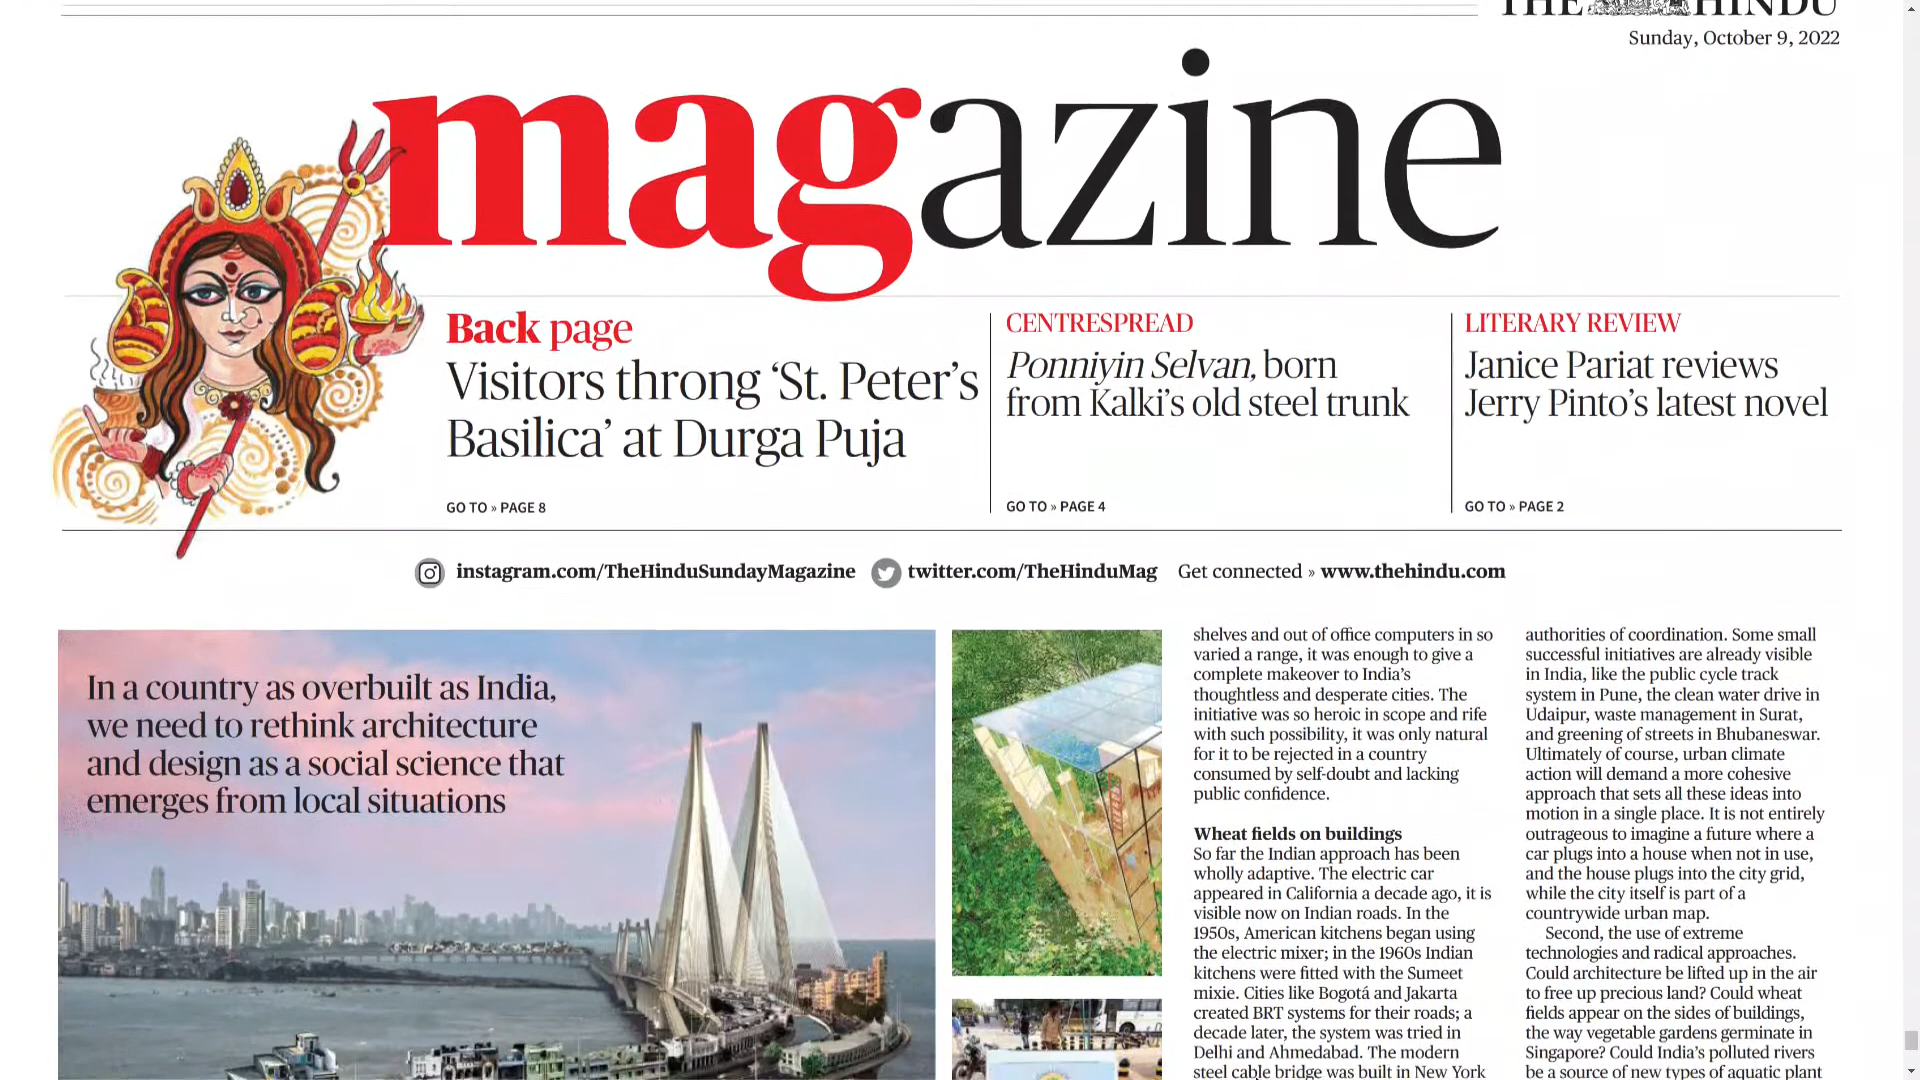 THE HINDU
Sunday, October 9, 2022
magazine
Back page
Visitors throng ‘St. Peter’s
Basilica’ at Durga Puja
GO TO » PAGE 8
CENTRESPREAD
Ponniyin Selvan, born
from Kalki’s old steel trunk
GO TO » PAGE 4
LITERARY REVIEW
Janice Pariat reviews
Jerry Pinto’s latest novel
GO TO » PAGE 2
instagram.com/TheHinduSundayMagazine twitter.com/TheHinduMag Get connected » www.thehindu.com
In a country as overbuilt as India,
we need to rethink architecture
and design as a social science that
emerges from local situations
shelves and out of office computers in so
varied a range, it was enough to give a
complete makeover to India’s
thoughtless and desperate cities. The
initiative was so heroic in scope and rife
with such possibility, it was only natural
for it to be rejected in a country
consumed by self-doubt and lacking
public confidence.
Wheat fields on buildings
So far the Indian approach has been
wholly adaptive. The electric car
appeared in California a decade ago, it is
visible now on Indian roads. In the
1950s, American kitchens began using
the electric mixer; in the 1960s Indian
kitchens were fitted with the Sumeet
mixie. Cities like Bogotá and Jakarta
created BRT systems for their roads; a
decade later, the system was tried in
Delhi and Ahmedabad. The modern
steel cable bridge was built in New York
authorities of coordination. Some small
successful initiatives are already visible
in India, like the public cycle track
system in Pune, the clean water drive in
Udaipur, waste management in Surat,
and greening of streets in Bhubaneswar.
Ultimately of course, urban climate
action will demand a more cohesive
approach that sets all these ideas into
motion in a single place. It is not entirely
outrageous to imagine a future where a
car plugs into a house when not in use,
and the house plugs into the city grid,
while the city itself is part of a
countrywide urban map.
Second, the use of extreme
technologies and radical approaches.
Could architecture be lifted up in the air
to free up precious land? Could wheat
fields appear on the sides of buildings,
the way vegetable gardens germinate in
Singapore? Could India’s polluted rivers
be a source of new types of aquatic plant